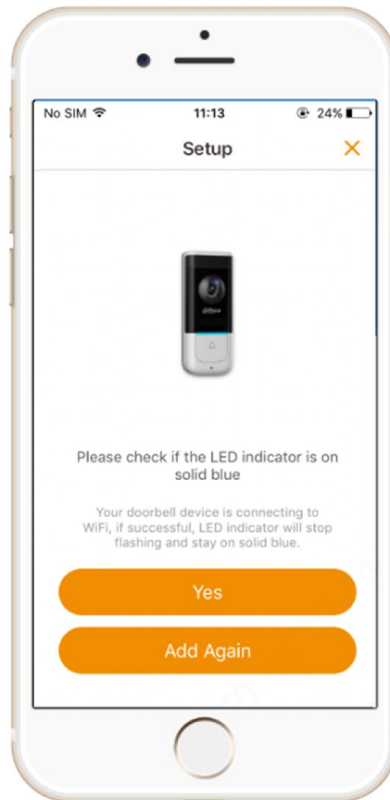 No SIM 11:13 24%
Setup
alhua
Please check if the LED indicator is on
solid blue
Your doorbell device is connecting to
WiFi, if successful, LED indicator will stop
flashing and stay on solid blue.
Yes
Add Again